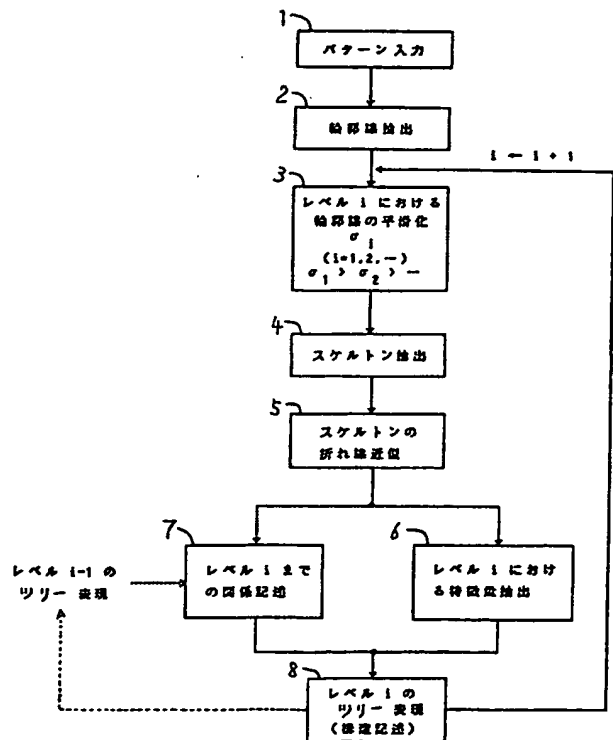 1
パターン入力
2
輪郭線抽出
i ← i + 1
3
レベル i における
輪郭線の平滑化
σ i
(i=1,2,…)
σ1 > σ2 > …
4
スケルトン抽出
5
スケルトンの
折れ線近似
7
レベル i まで
の関係記述
6
レベル i におけ
る特徴量抽出
レベル i-1 の
ツリー 表現
8
レベル i の
ツリー 表現
(構造記述)